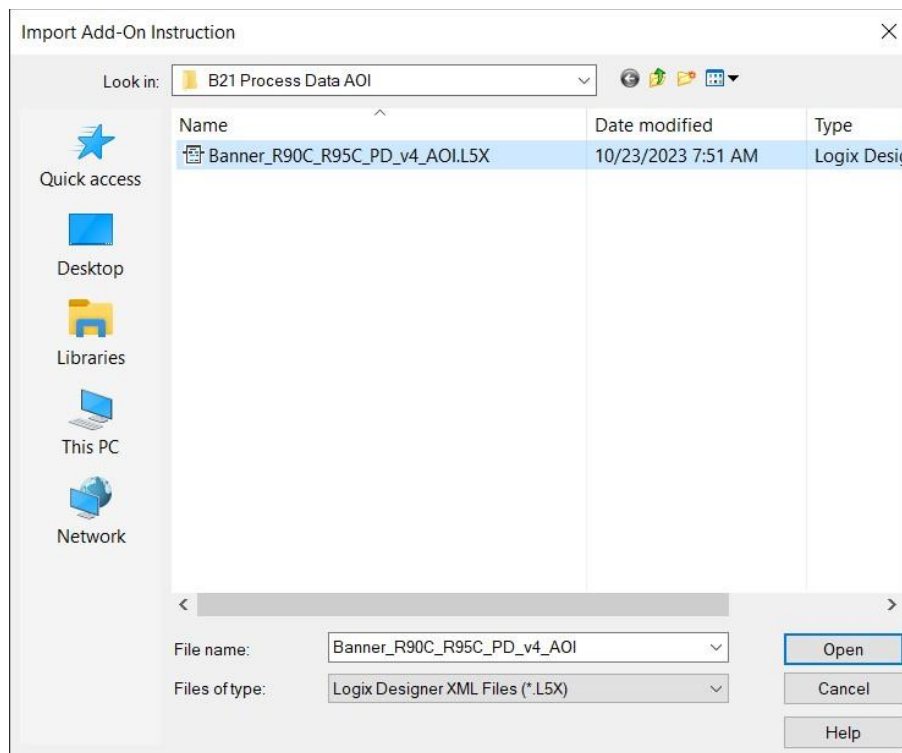 Import Add-On Instruction
Look in: B21 Process Data AOI
Name Date modified Type
Banner_R90C_R95C_PD_v4_AOI.L5X 10/23/2023 7:51 AM Logix Desig
Quick access
Desktop
Libraries
This PC
Network
File name: Banner_R90C_R95C_PD_v4_AOI Open
Files of type: Logix Designer XML Files (*.L5X) Cancel
Help